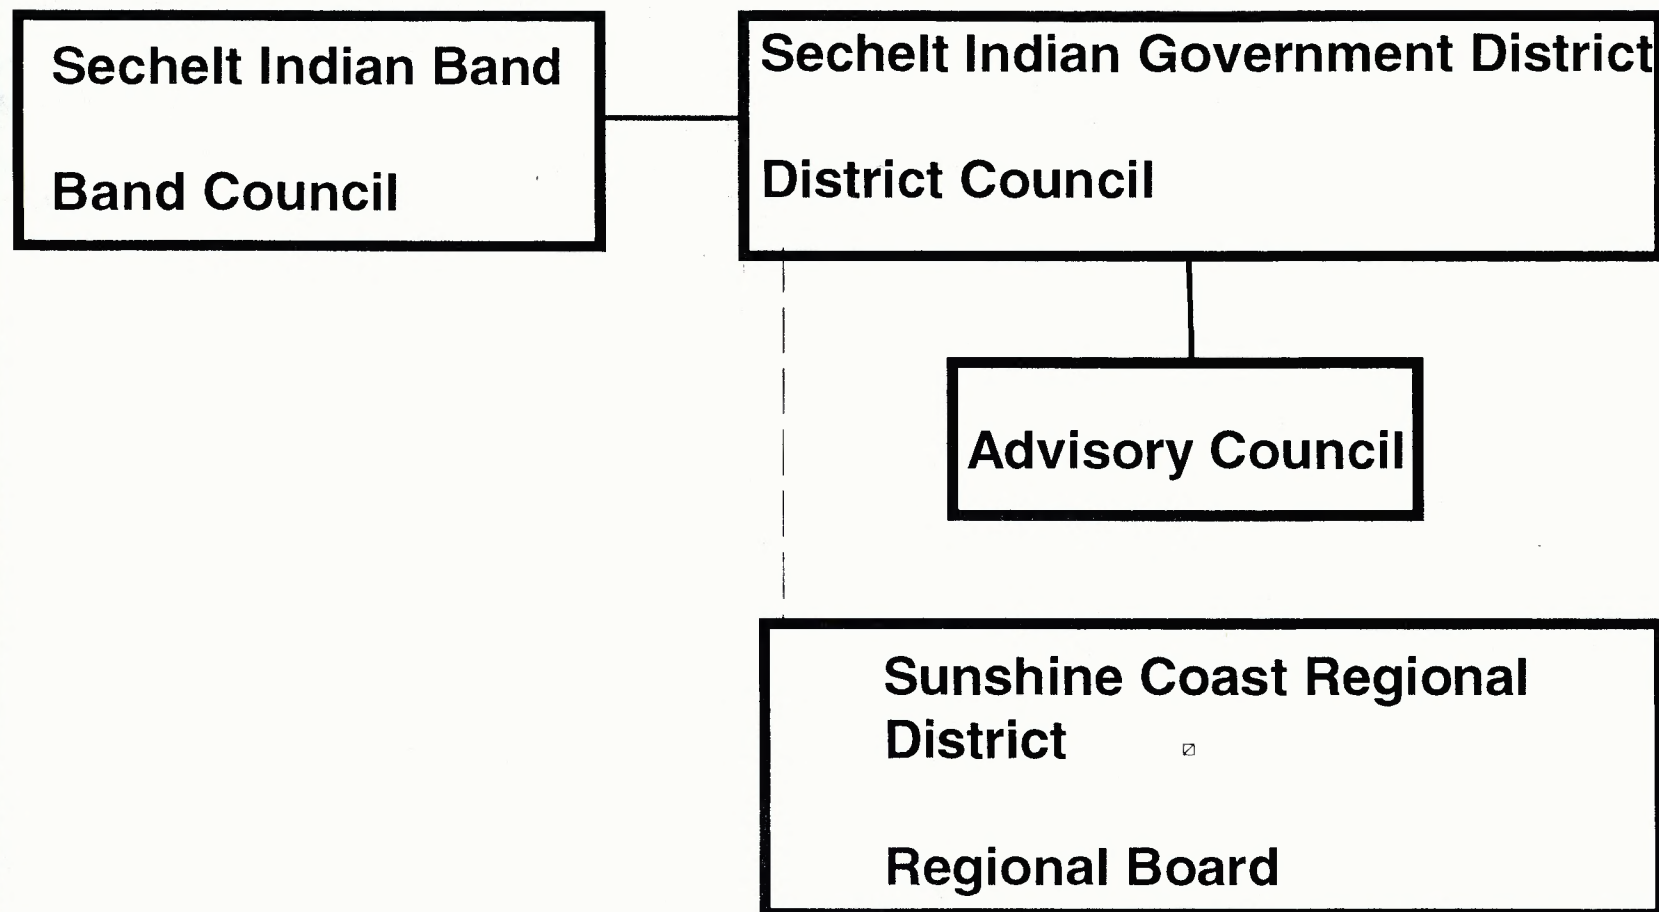 Sechelt Indian Band
Band Council
Sechelt Indian Government District
District Council
Advisory Council
Sunshine Coast Regional
District
Regional Board